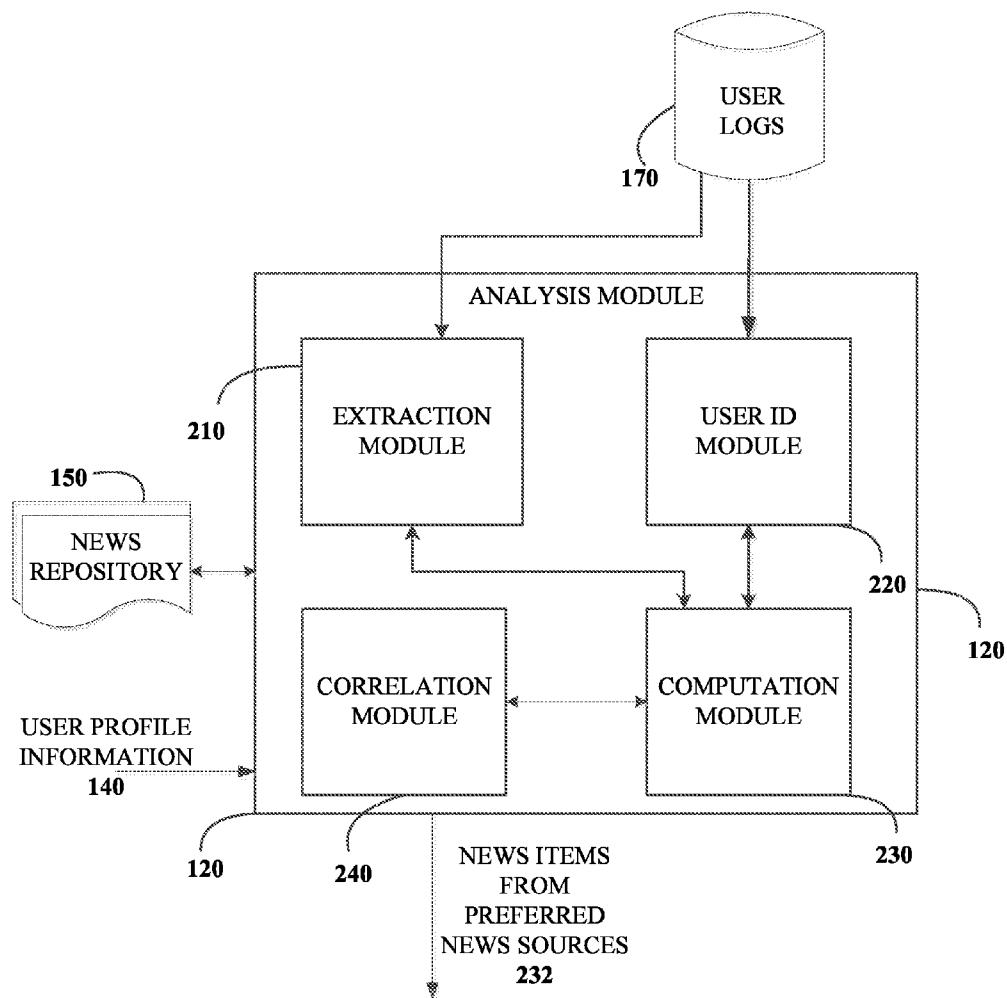 USER
LOGS
170
ANALYSIS MODULE
210
EXTRACTION
MODULE
USER ID
MODULE
150
NEWS
REPOSITORY
220
120
CORRELATION
MODULE
COMPUTATION
MODULE
USER PROFILE
INFORMATION
140
120
240
230
NEWS ITEMS
FROM
PREFERRED
NEWS SOURCES
232